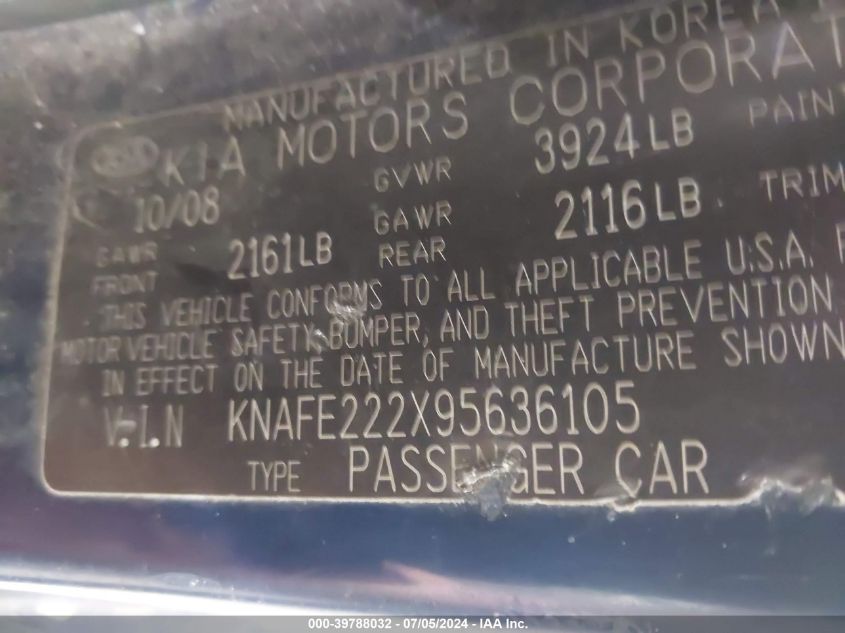 MANUFACTURED IN KOREA
KIA KIA MOTORS CORPORAT
10/08 GVWR 3924LB PAIN
GAWR FRONT 2161LB GAWR REAR 2116LB TRIM
THIS VEHICLE CONFORMS TO ALL APPLICABLE U.S.A. F
MOTOR VEHICLE SAFETY, BUMPER, AND THEFT PREVENTION
IN EFFECT ON THE DATE OF MANUFACTURE SHOWN
V.I.N KNAFE222X95636105
TYPE PASSENGER CAR
000-39788032 - 07/05/2024 - IAA Inc.